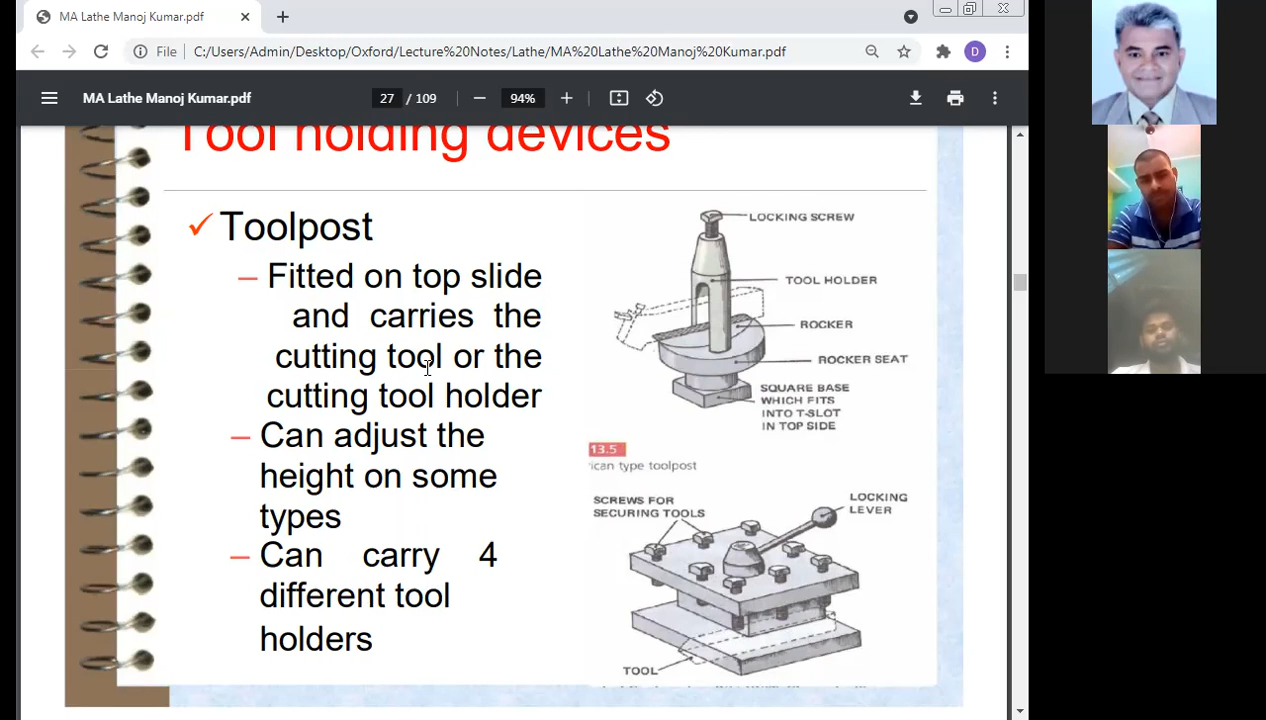 MA Lathe Manoj Kumar.pdf
File
C:/Users/Admin/Desktop/Oxford/Lecture%20Notes/Lathe/MA%20Lathe%20Manoj%20Kumar.pdf
D
MA Lathe Manoj Kumar.pdf
27 / 109
94%
Tool holding devices
✓ Toolpost
– Fitted on top slide
and carries the
cutting tool or the
cutting tool holder
– Can adjust the
height on some
types
– Can carry 4
different tool
holders
LOCKING SCREW
TOOL HOLDER
ROCKER
ROCKER SEAT
SQUARE BASE
WHICH FITS
INTO T-SLOT
IN TOP SIDE
13.5
ican type toolpost
SCREWS FOR
SECURING TOOLS
LOCKING
LEVER
TOOL